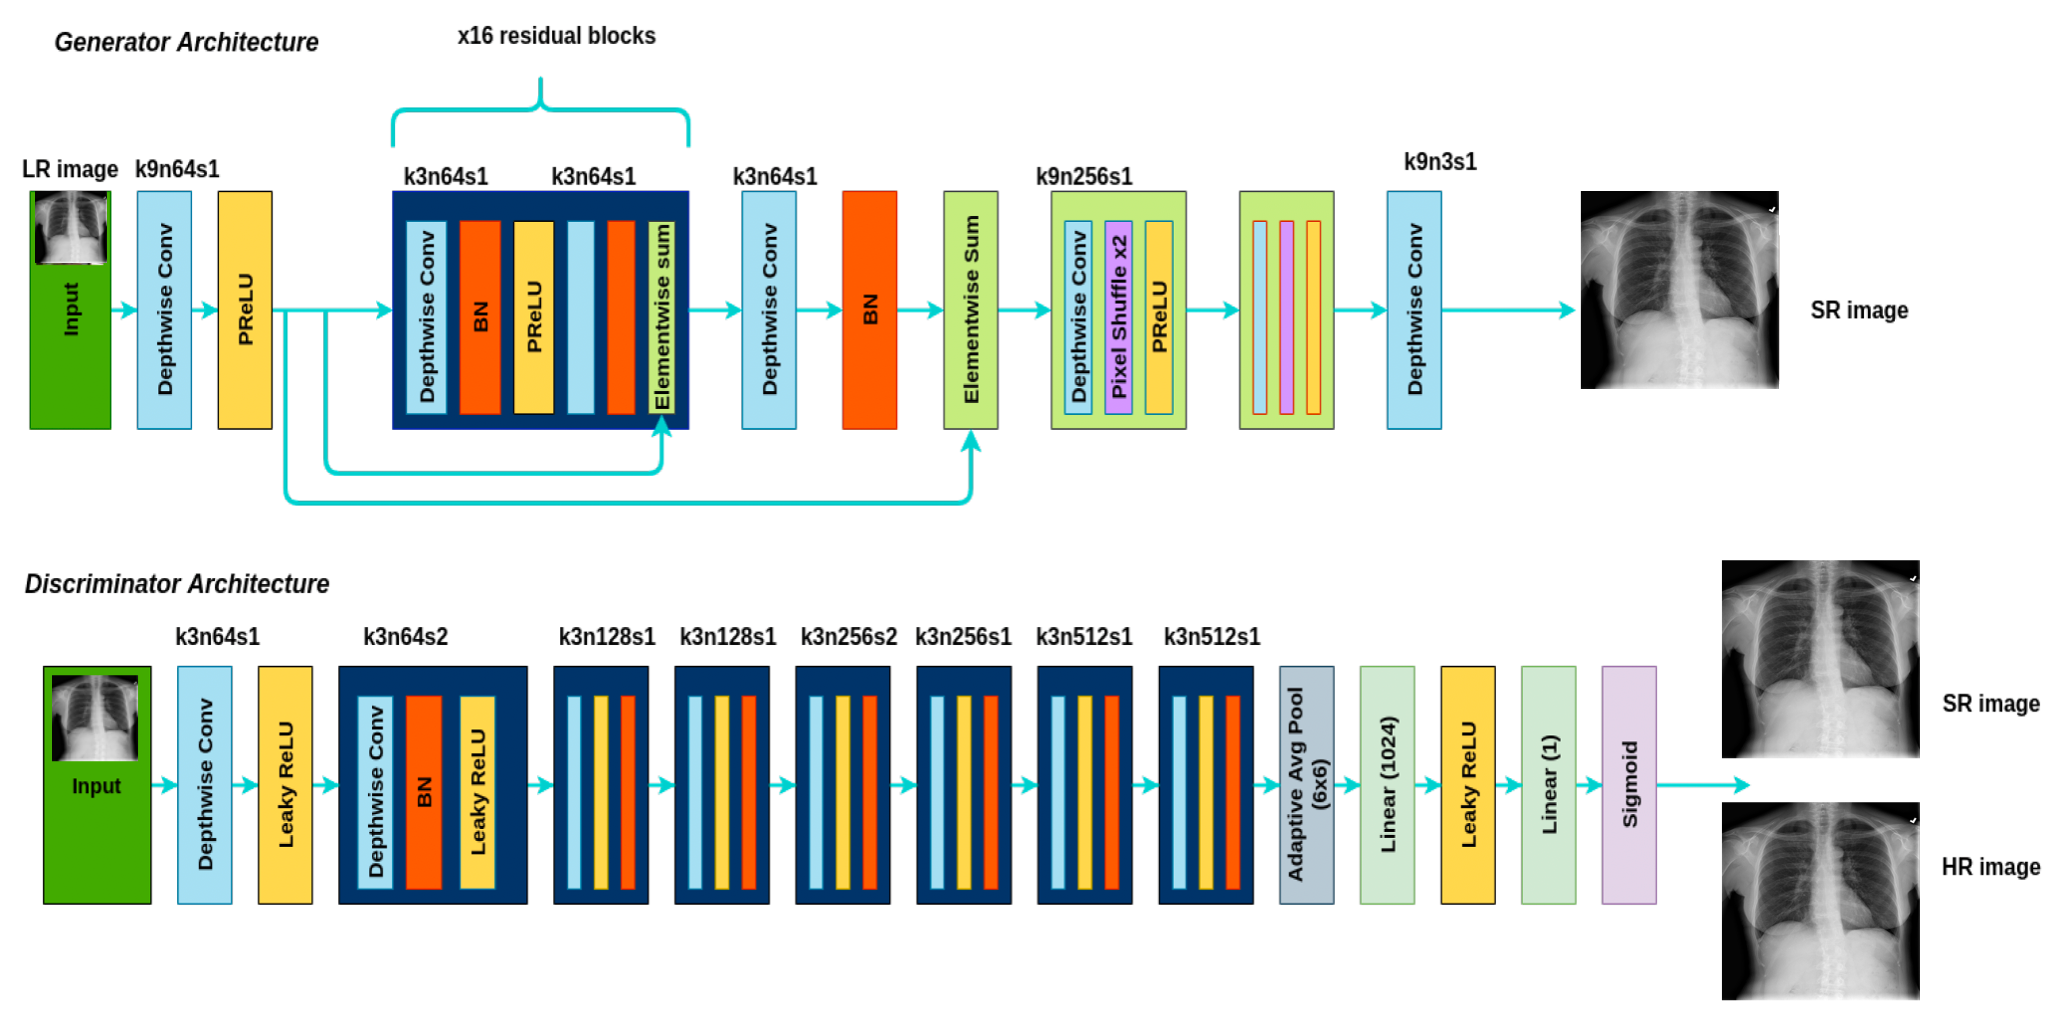 Generator Architecture
x16 residual blocks
LR image
k9n64s1
k3n64s1
k3n64s1
k3n64s1
k9n256s1
k9n3s1
Input
Depthwise Conv
PReLU
Depthwise Conv
BN
PReLU
Elementwise sum
Depthwise Conv
BN
Elementwise Sum
Depthwise Conv
Pixel Shuffle x2
PReLU
Depthwise Conv
SR image
Discriminator Architecture
k3n64s1
k3n64s2
k3n128s1
k3n128s1
k3n256s2
k3n256s1
k3n512s1
k3n512s1
Input
Depthwise Conv
Leaky ReLU
Depthwise Conv
BN
Leaky ReLU
Adaptive Avg Pool
(6x6)
Linear (1024)
Leaky ReLU
Linear (1)
Sigmoid
SR image
HR image